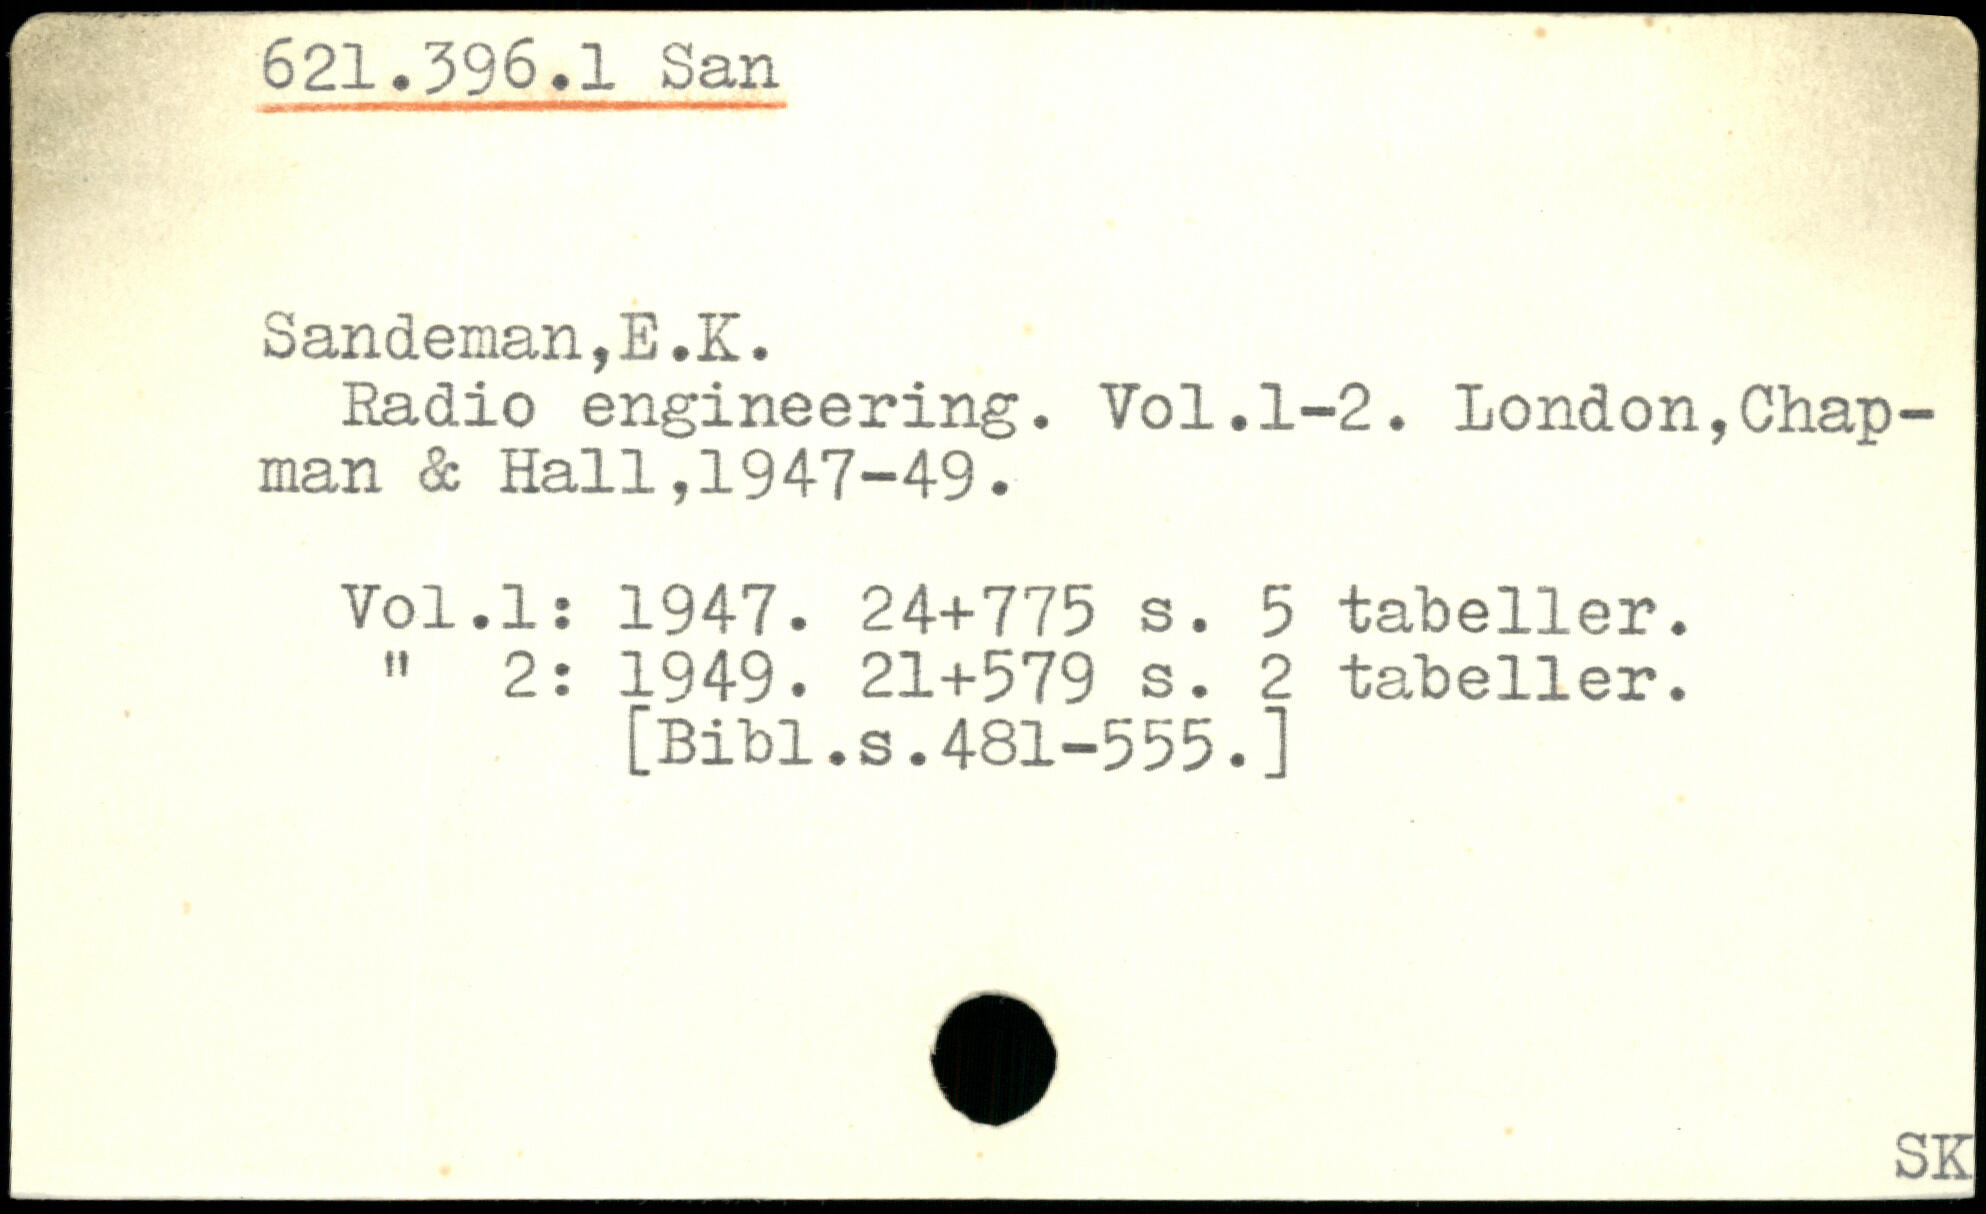 621.396.1 San
Sandeman,E.K.
Radio engineering. Vol.1-2. London,Chap-
man & Hall,1947-49.
Vol.1: 1947. 24+775 s. 5 tabeller.
" 2: 1949. 21+579 s. 2 tabeller.
[Bibl.s.481-555.]
SK